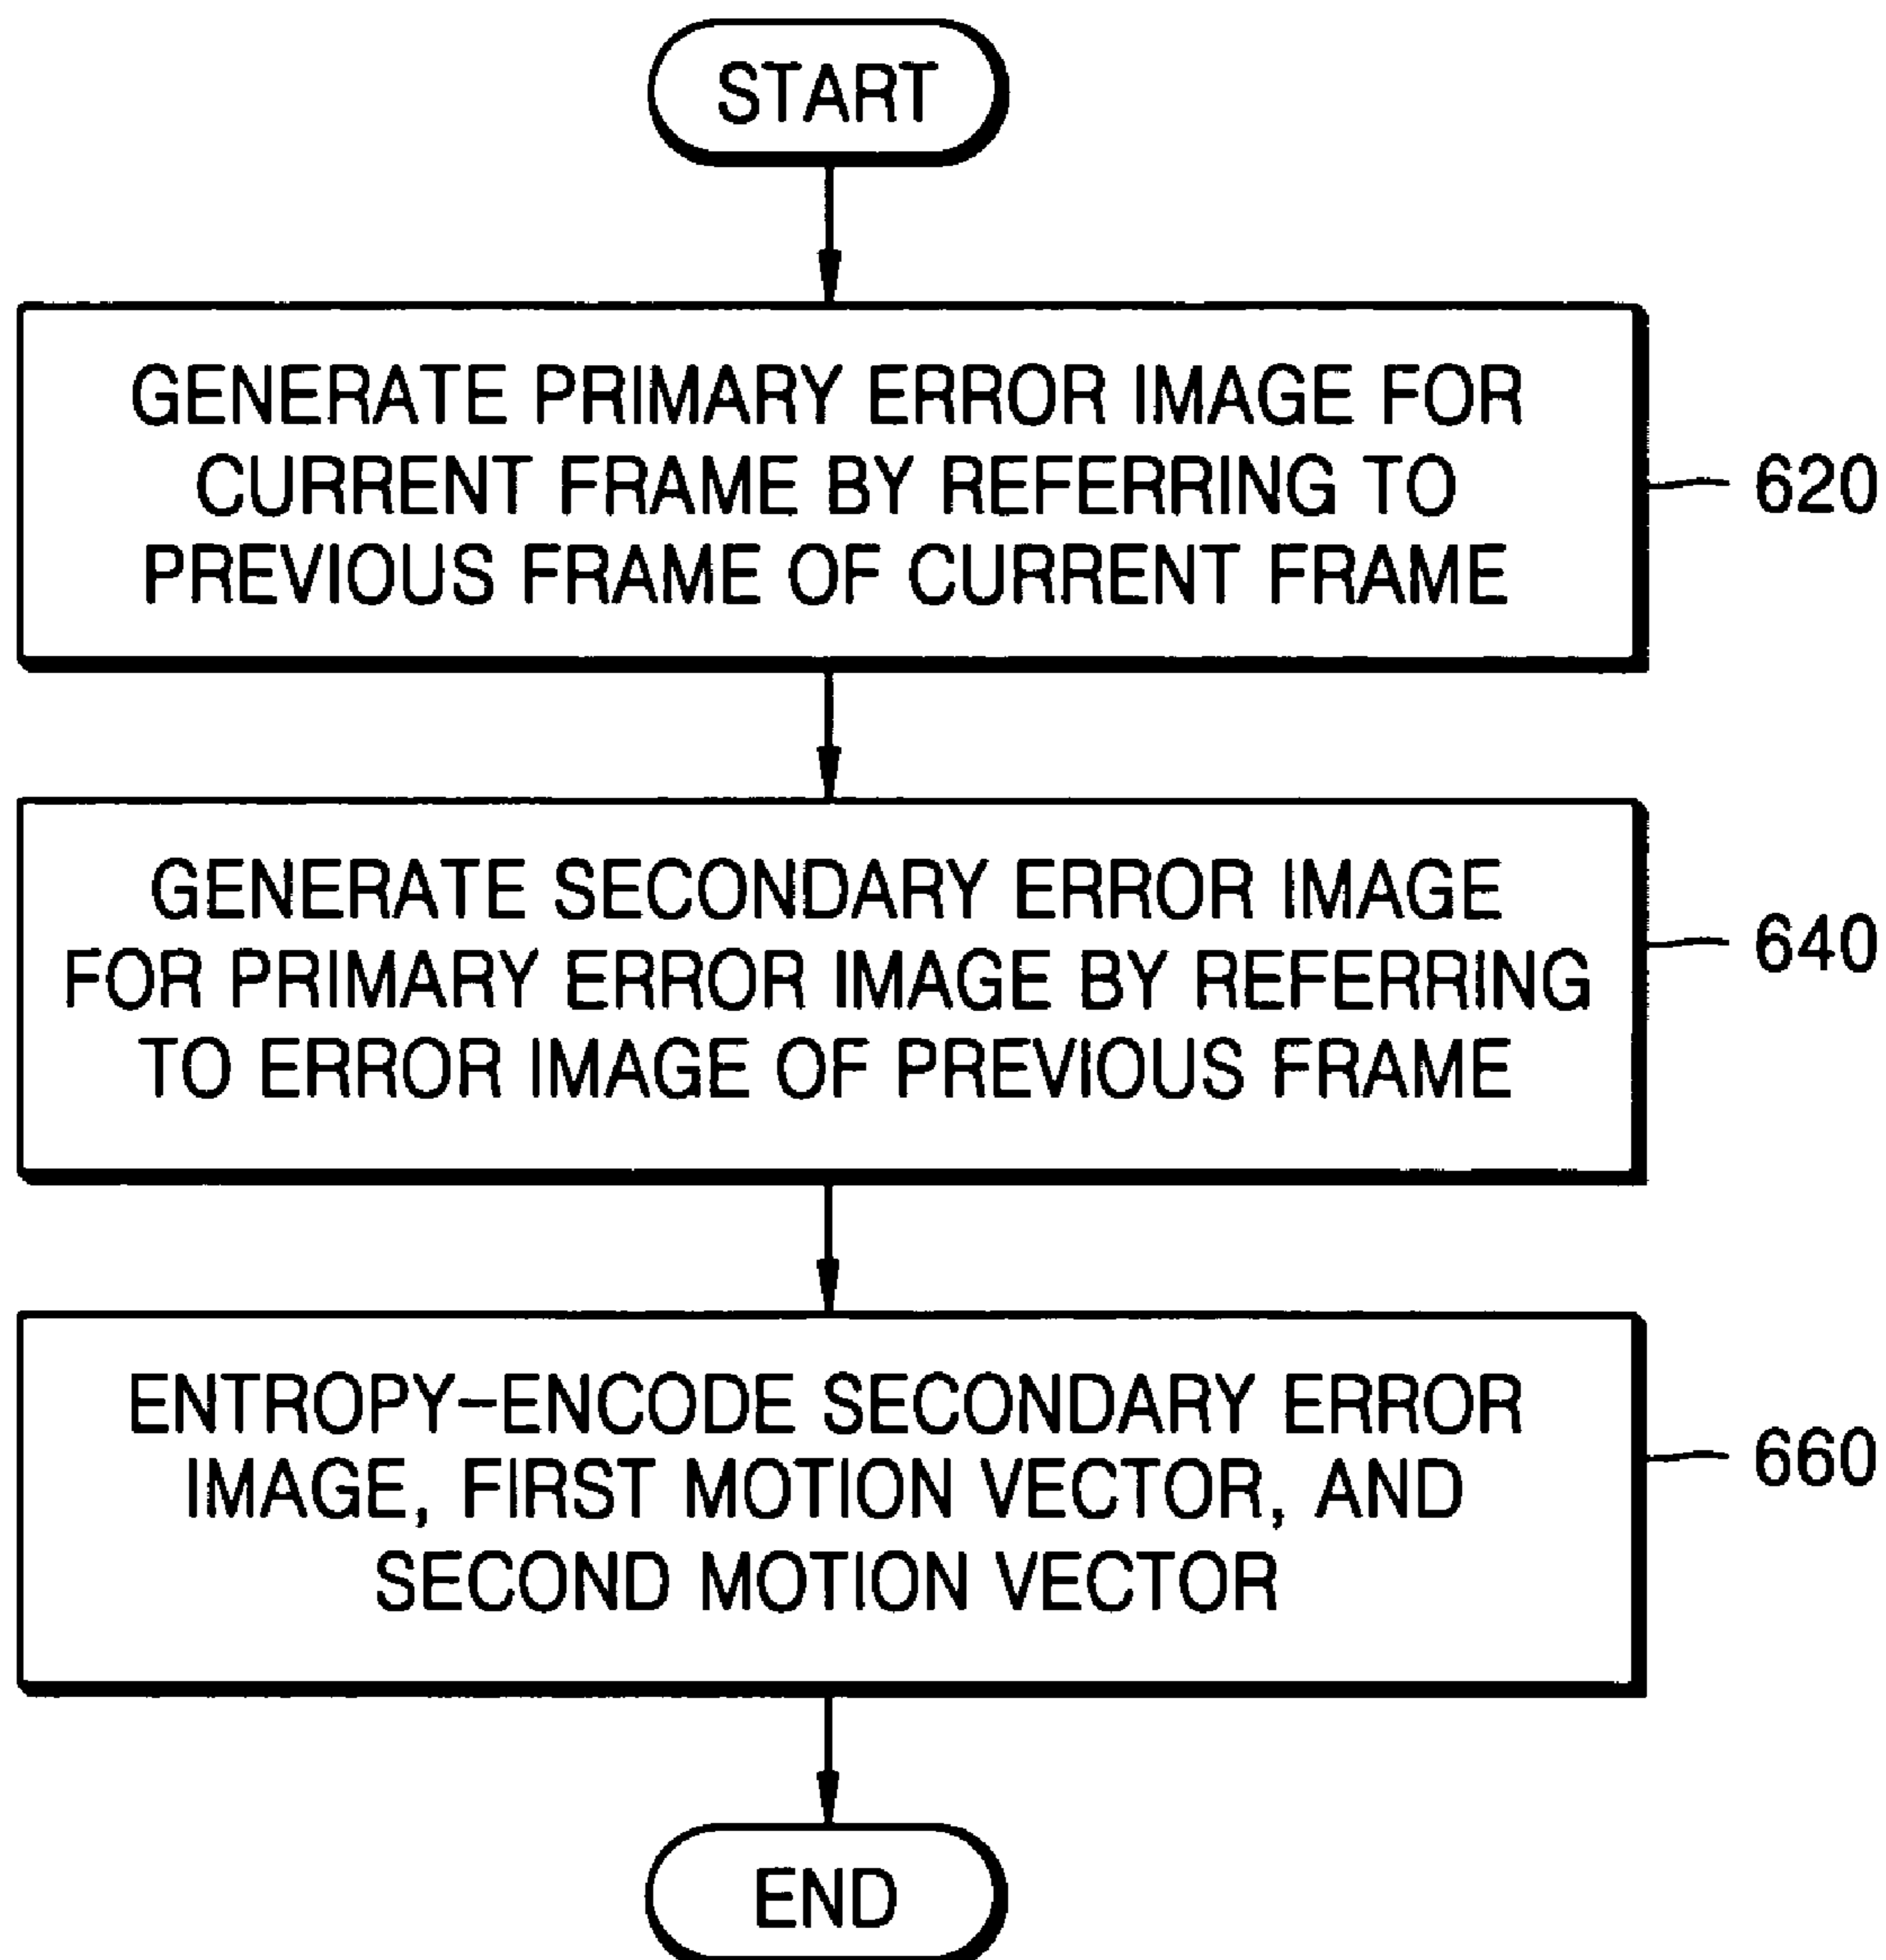 START
GENERATE PRIMARY ERROR IMAGE FOR
CURRENT FRAME BY REFERRING TO
PREVIOUS FRAME OF CURRENT FRAME
620
GENERATE SECONDARY ERROR IMAGE
FOR PRIMARY ERROR IMAGE BY REFERRING
TO ERROR IMAGE OF PREVIOUS FRAME
640
ENTROPY-ENCODE SECONDARY ERROR
IMAGE, FIRST MOTION VECTOR, AND
SECOND MOTION VECTOR
660
END